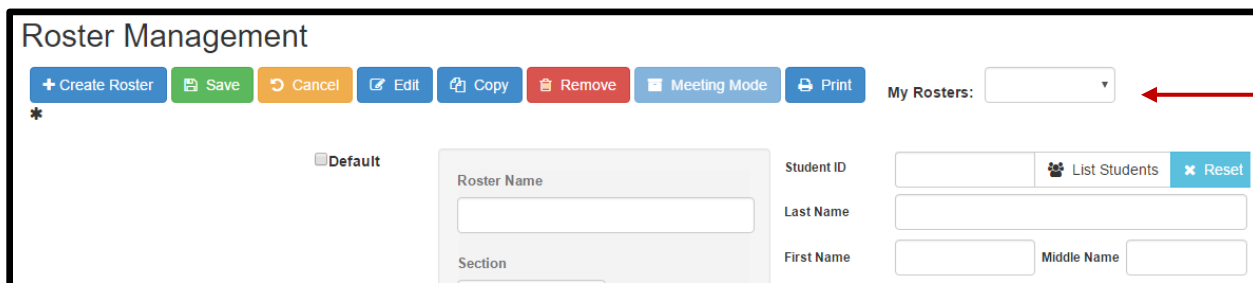 Roster Management
+ Create Roster Save Cancel Edit Copy Remove Meeting Mode Print My Rosters:
*
Default
Roster Name
Section
Student ID List Students × Reset
Last Name
First Name Middle Name